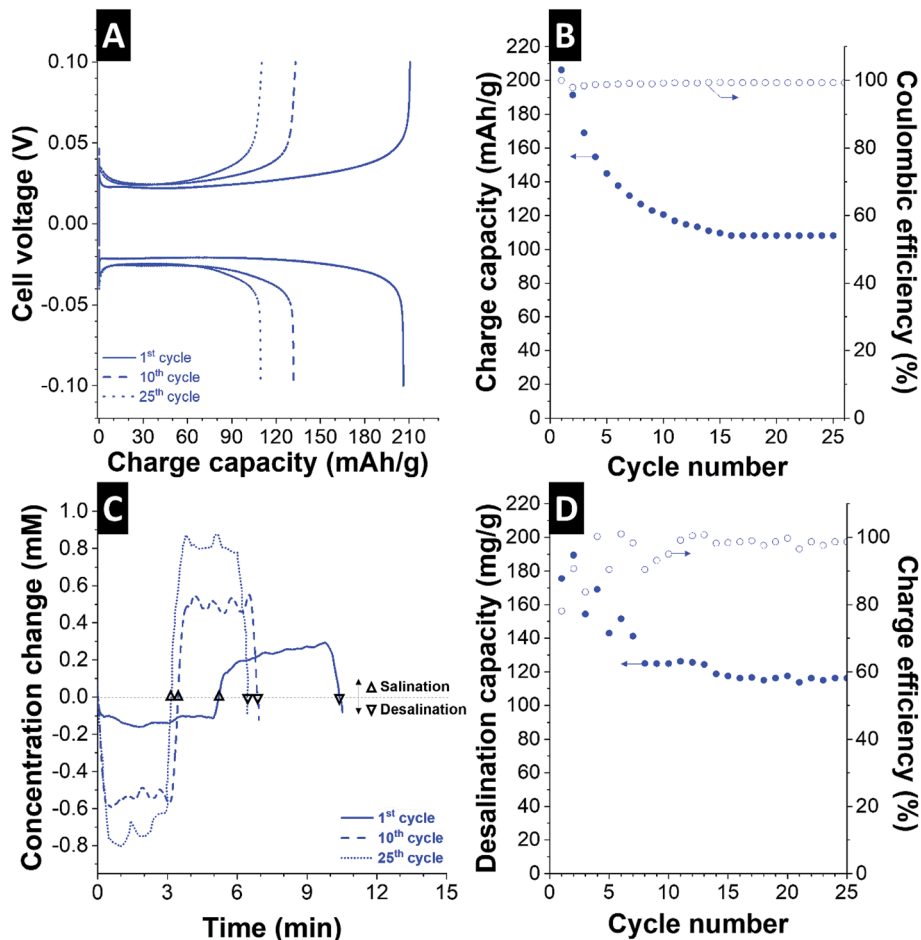 A
Cell voltage (V)
0.10
0.05
0.00
-0.05
-0.10
1st cycle
10th cycle
25th cycle
0 30 60 90 120 150 180 210
Charge capacity (mAh/g)
B
Charge capacity (mAh/g)
220
200
180
160
140
120
100
80
60
40
20
0
100
80
60
40
20
0
Coulombic efficiency (%)
0 5 10 15 20 25
Cycle number
C
Concentration change (mM)
1.0
0.8
0.6
0.4
0.2
0.0
-0.2
-0.4
-0.6
-0.8
Salination
Desalination
1st cycle
10th cycle
25th cycle
0 3 6 9 12 15
Time (min)
D
Desalination capacity (mg/g)
220
200
180
160
140
120
100
80
60
40
20
0
100
80
60
40
20
0
Charge efficiency (%)
0 5 10 15 20 25
Cycle number